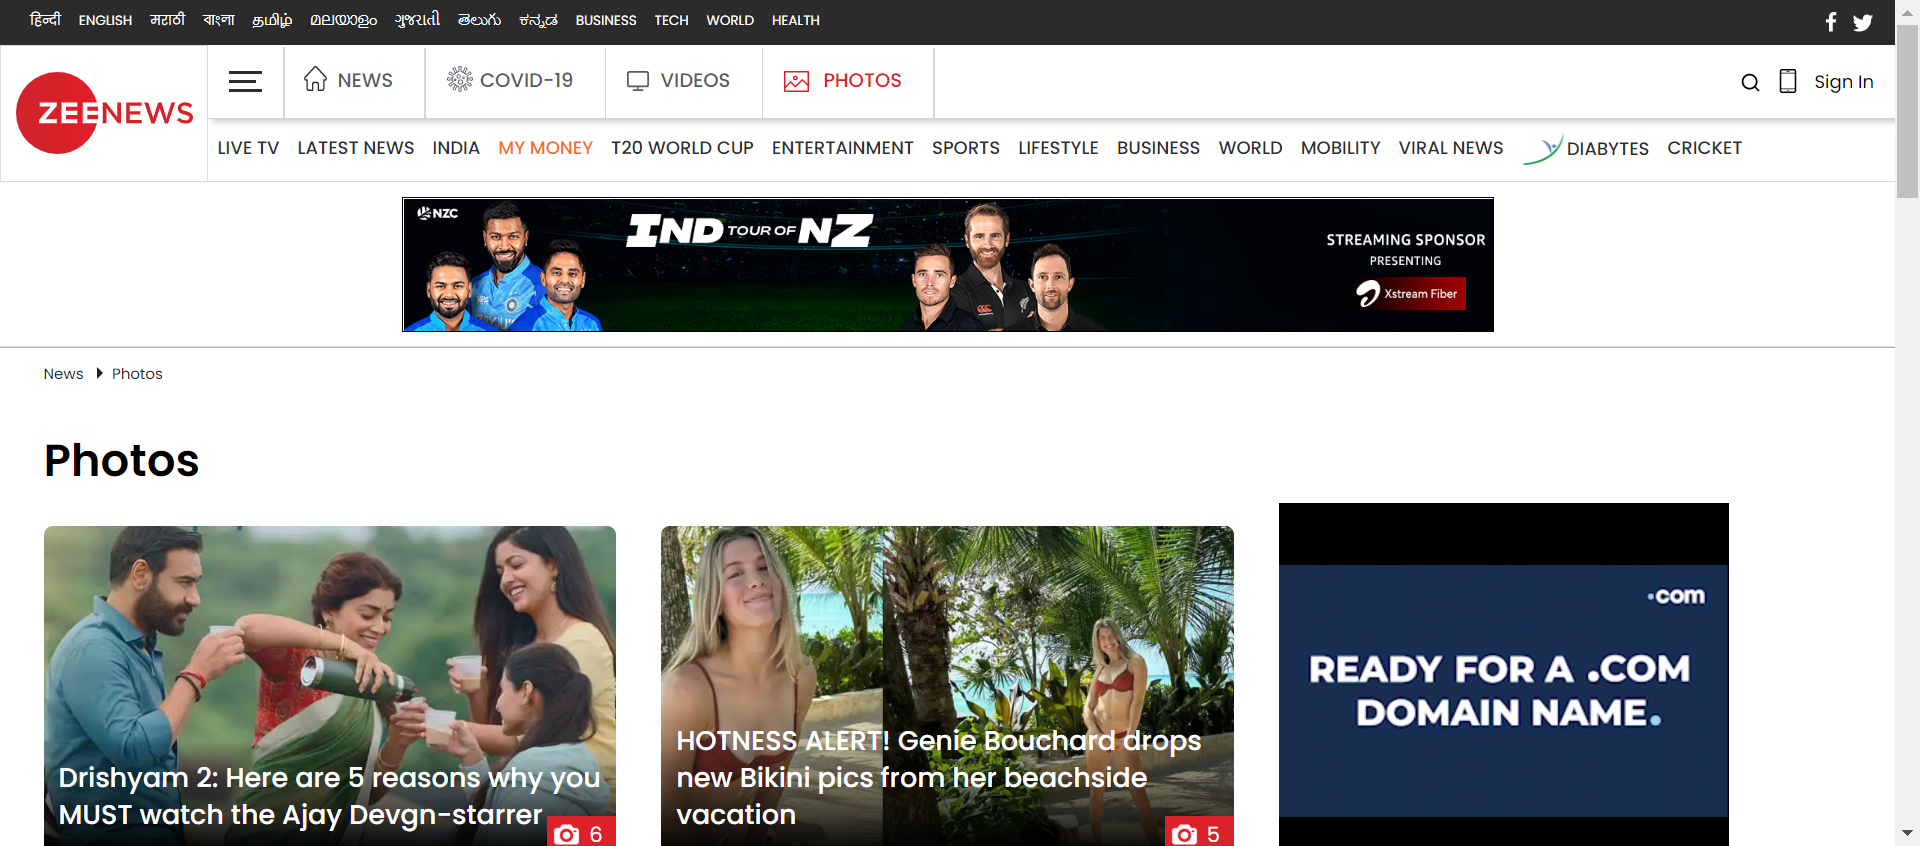 हिन्दी ENGLISH मराठी বাংলা தமிழ் മലയാളം ગુજરાતી తెలుగు ಕನ್ನಡ BUSINESS TECH WORLD HEALTH
ZEENEWS
NEWS COVID-19 VIDEOS PHOTOS Sign In
LIVE TV LATEST NEWS INDIA MY MONEY T20 WORLD CUP ENTERTAINMENT SPORTS LIFESTYLE BUSINESS WORLD MOBILITY VIRAL NEWS DIABYTES CRICKET
NZC
IND TOUR OF NZ
STREAMING SPONSOR
PRESENTING
Xstream Fiber
News Photos
Photos
Drishyam 2: Here are 5 reasons why you
MUST watch the Ajay Devgn-starrer
6
HOTNESS ALERT! Genie Bouchard drops
new Bikini pics from her beachside
vacation
5
.com
READY FOR A .COM
DOMAIN NAME.